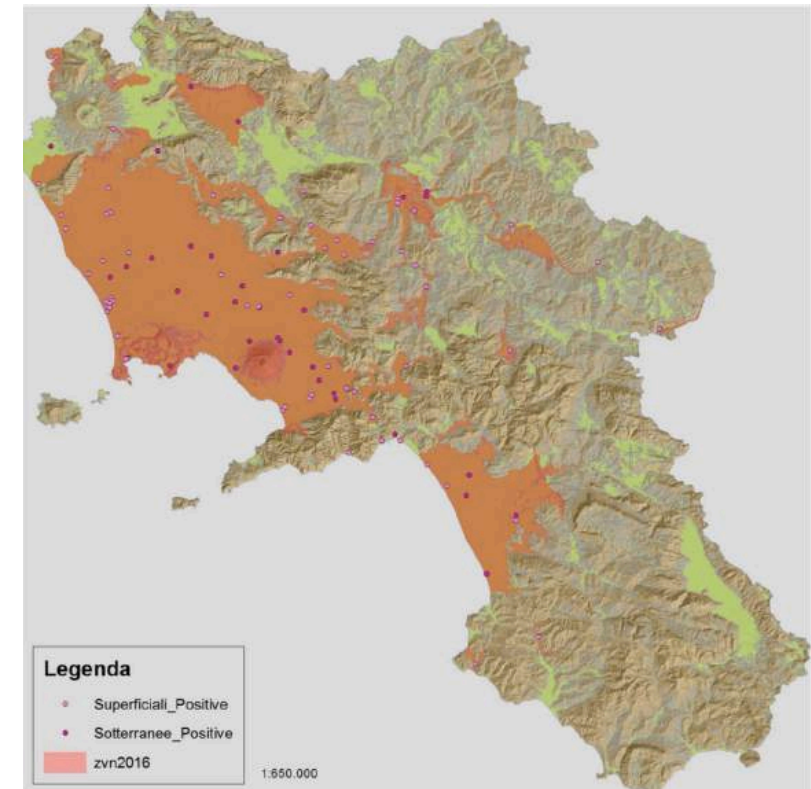 Legenda
Superficiali_Positive
Sotterranee_Positive
zvn2016
1:650.000